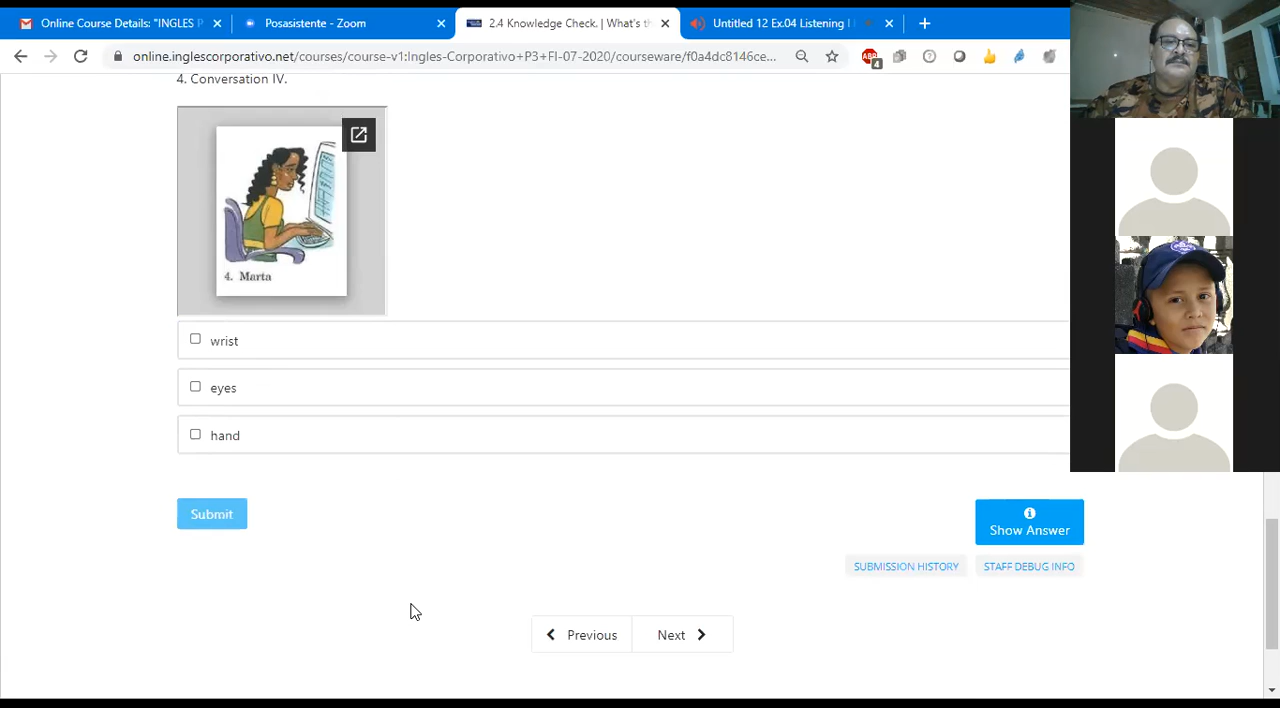 Online Course Details: "INGLES P
Posasistente - Zoom
2.4 Knowledge Check. | What's th
Untitled 12 Ex.04 Listening |
online.inglescorporativo.net/courses/course-v1:Ingles-Corporativo+P3+FI-07-2020/courseware/f0a4dc8146ce...
ABP
4
4. Conversation IV.
4. Marta
wrist
eyes
hand
Submit
Show Answer
SUBMISSION HISTORY
STAFF DEBUG INFO
Previous
Next